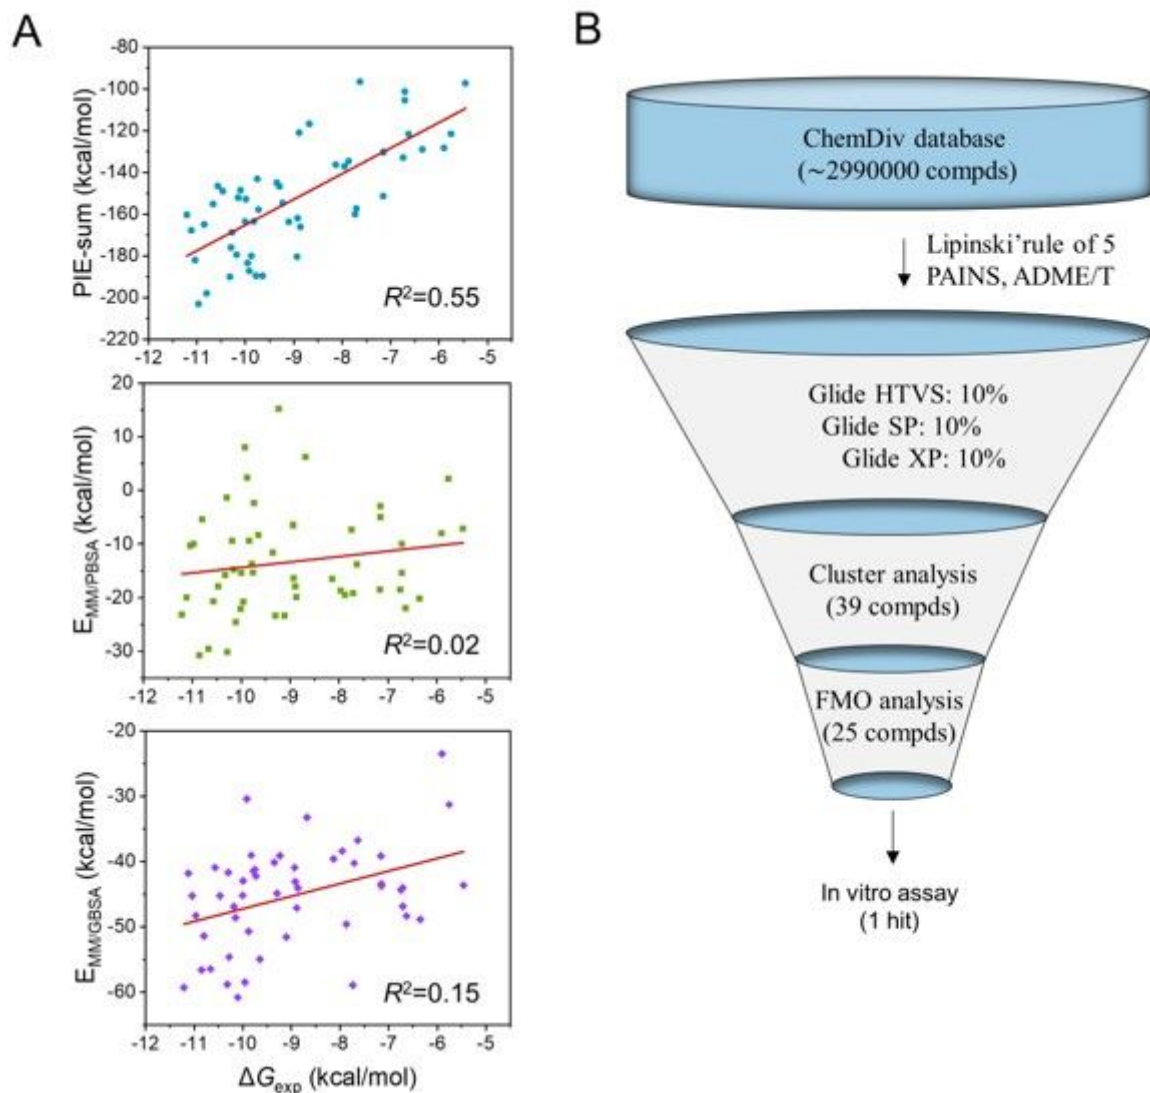 A
PIE-sum (kcal/mol)
-80
-100
-120
-140
-160
-180
-200
-220
R²=0.55
-12 -11 -10 -9 -8 -7 -6 -5
E_MM/PBSA (kcal/mol)
20
10
0
-10
-20
-30
R²=0.02
-12 -11 -10 -9 -8 -7 -6 -5
E_MM/GBSA (kcal/mol)
-20
-30
-40
-50
-60
R²=0.15
-12 -11 -10 -9 -8 -7 -6 -5
ΔG_exp (kcal/mol)
B
ChemDiv database
(~2990000 compds)
Lipinski'rule of 5
PAINS, ADME/T
Glide HTVS: 10%
Glide SP: 10%
Glide XP: 10%
Cluster analysis
(39 compds)
FMO analysis
(25 compds)
In vitro assay
(1 hit)